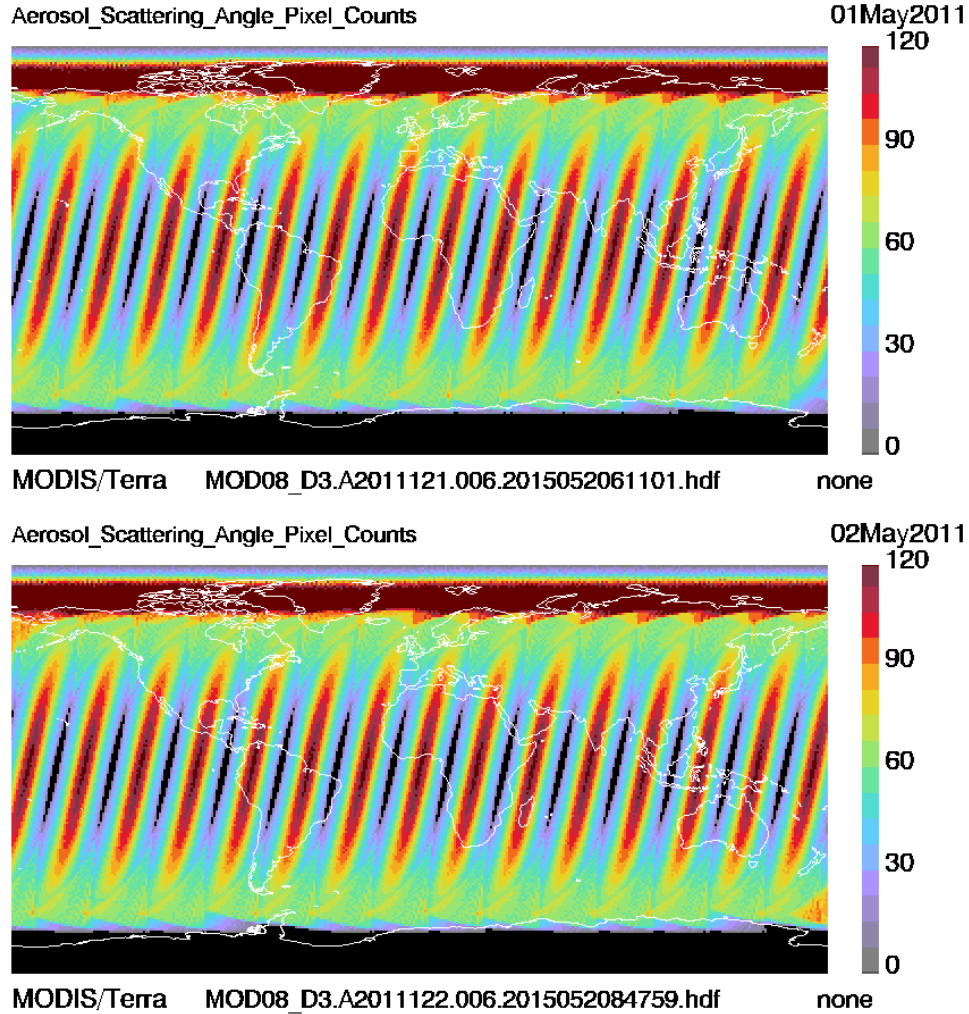 Aerosol_Scattering_Angle_Pixel_Counts 01May2011
120
90
60
30
0
MODIS/Terra MOD08_D3.A2011121.006.2015052061101.hdf none
Aerosol_Scattering_Angle_Pixel_Counts 02May2011
120
90
60
30
0
MODIS/Terra MOD08_D3.A2011122.006.2015052084759.hdf none